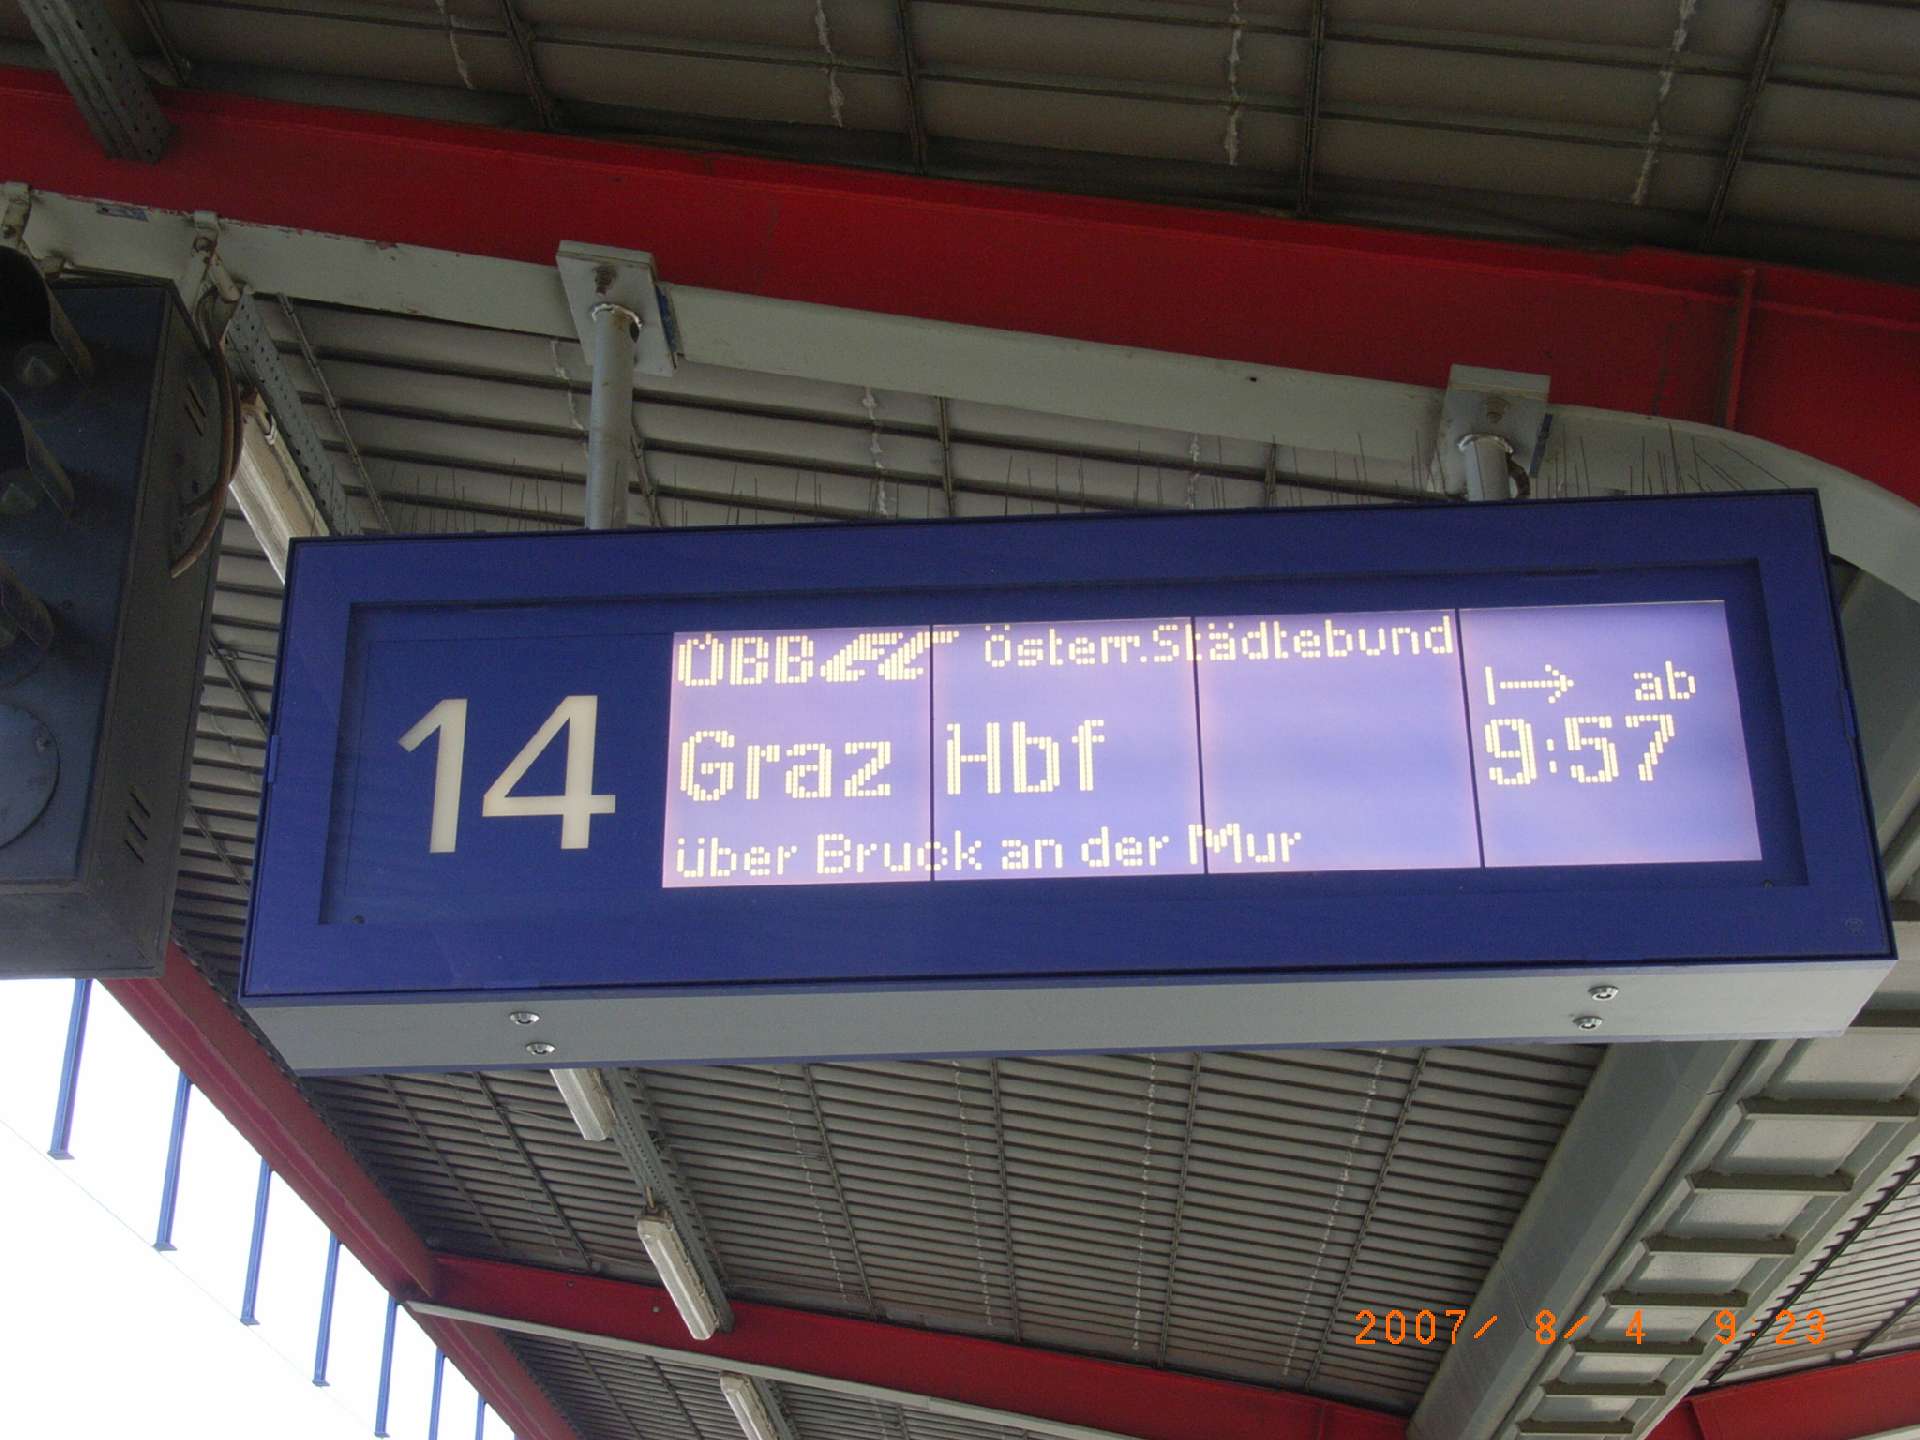 14
ÖBB EC Österr.Städtebund
Graz Hbf
über Bruck an der Mur
ab
9:57
2007/ 8/ 4 9:23